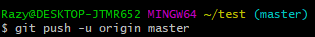 Razy@DESKTOP-JTMR652 MINGW64 ~/test (master)
$ git push -u origin master